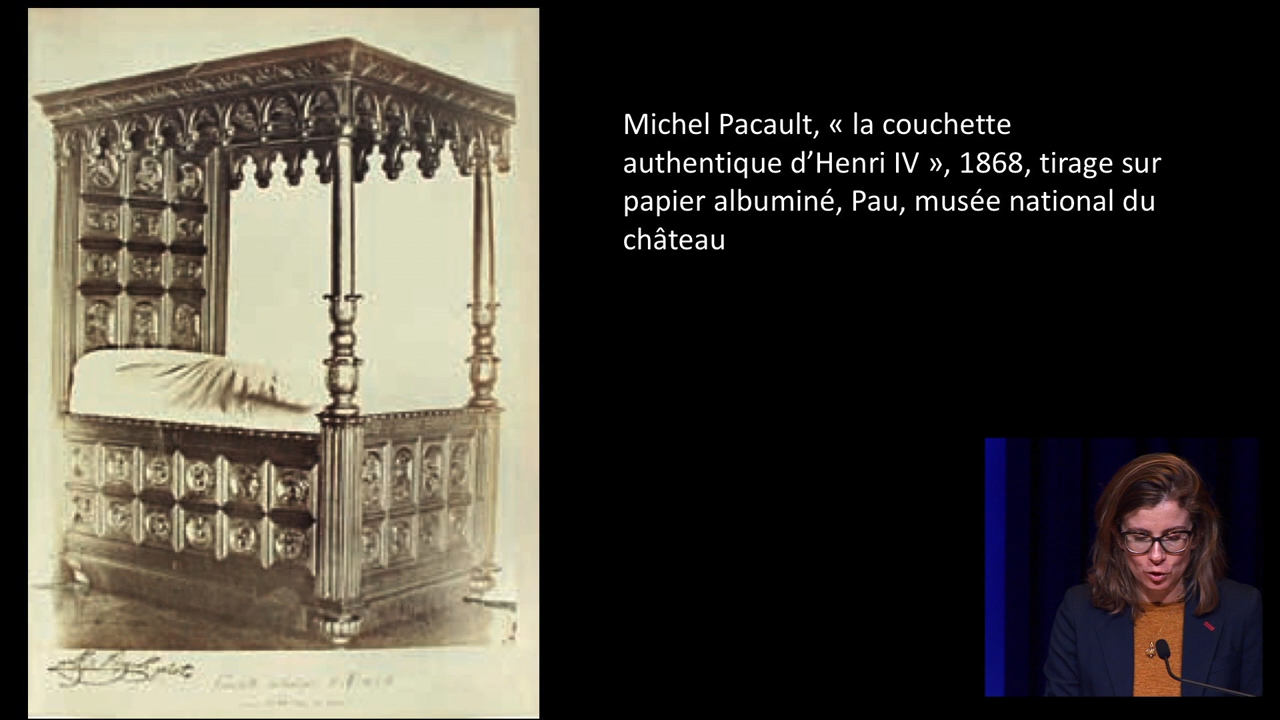 Michel Pacault, « la couchette
authentique d’Henri IV », 1868, tirage sur
papier albuminé, Pau, musée national du
château